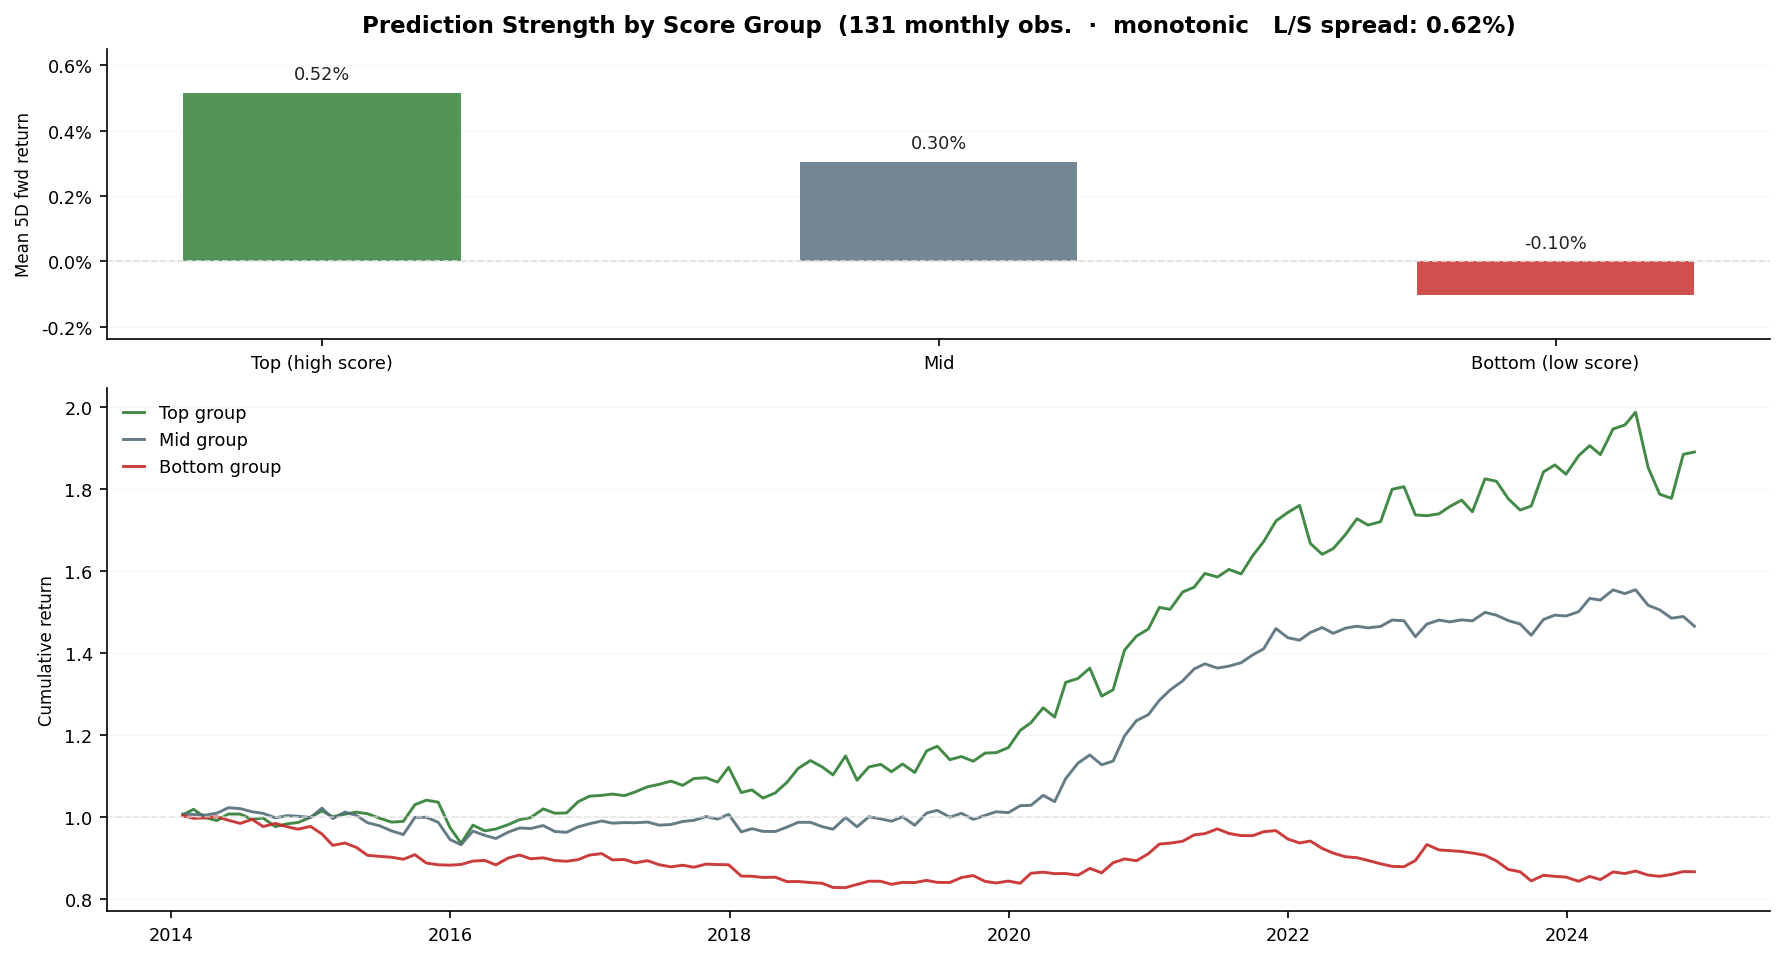 Prediction Strength by Score Group (131 monthly obs. · monotonic L/S spread: 0.62%)
Mean 5D fwd return
0.6%
0.4%
0.2%
0.0%
-0.2%
0.52%
0.30%
-0.10%
Top (high score)
Mid
Bottom (low score)
Cumulative return
2.0
1.8
1.6
1.4
1.2
1.0
0.8
Top group
Mid group
Bottom group
2014
2016
2018
2020
2022
2024